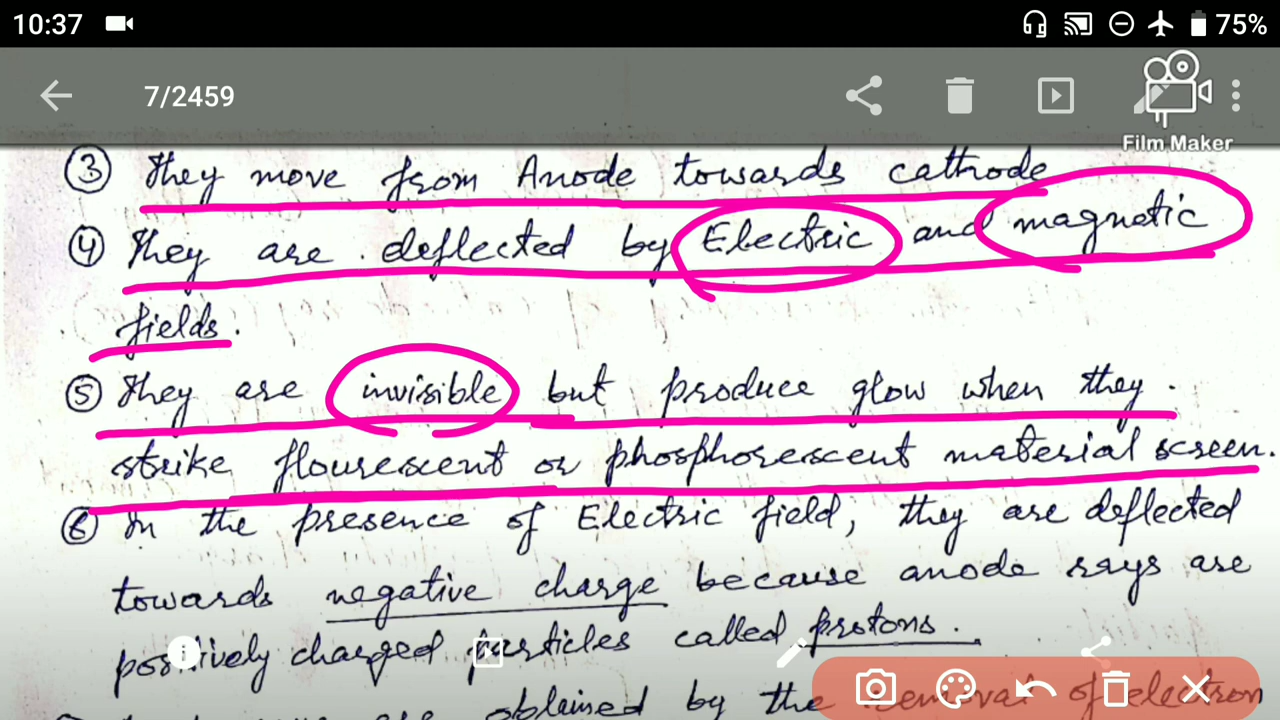 10:37 75%
7/2459
Film Maker
③ They move from Anode towards cathode
④ They are deflected by Electric and magnetic
fields.
⑤ They are invisible but produce glow when they
strike flourescent or phosphorescent material screen.
⑥ In the presence of Electric field, they are deflected
towards negative charge because anode rays are
positively charged particles called protons.
are obtained by the removal of electron